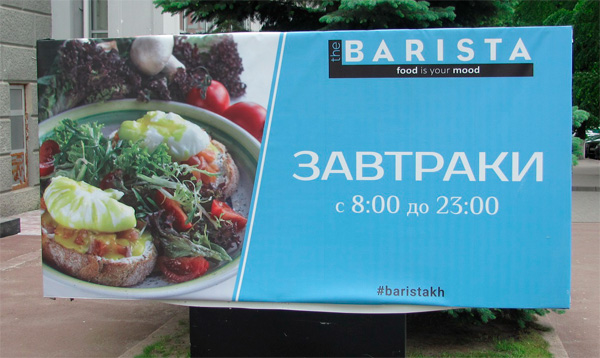 the BARISTA
food is your mood
ЗАВТРАКИ
с 8:00 до 23:00
#baristakh